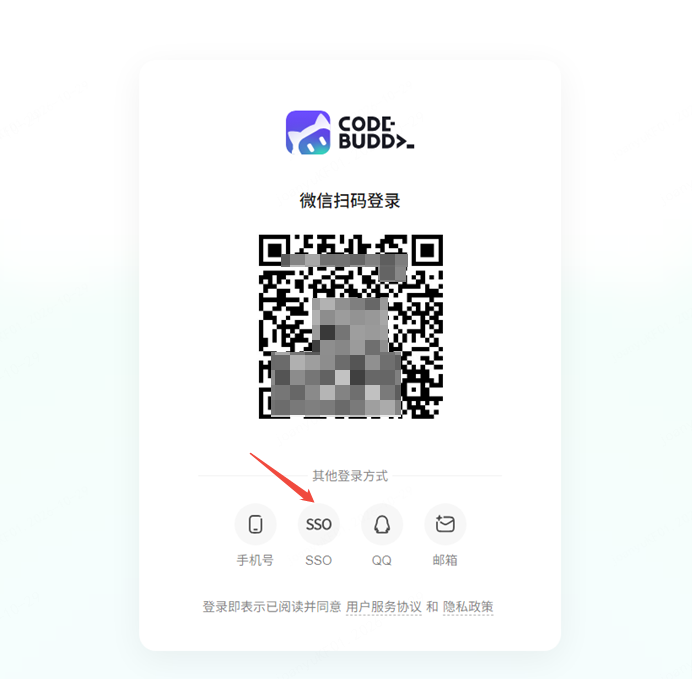 CODE-
BUDD>_
微信扫码登录
其他登录方式
SSO
手机号 SSO QQ 邮箱
登录即表示已阅读并同意 用户服务协议 和 隐私政策